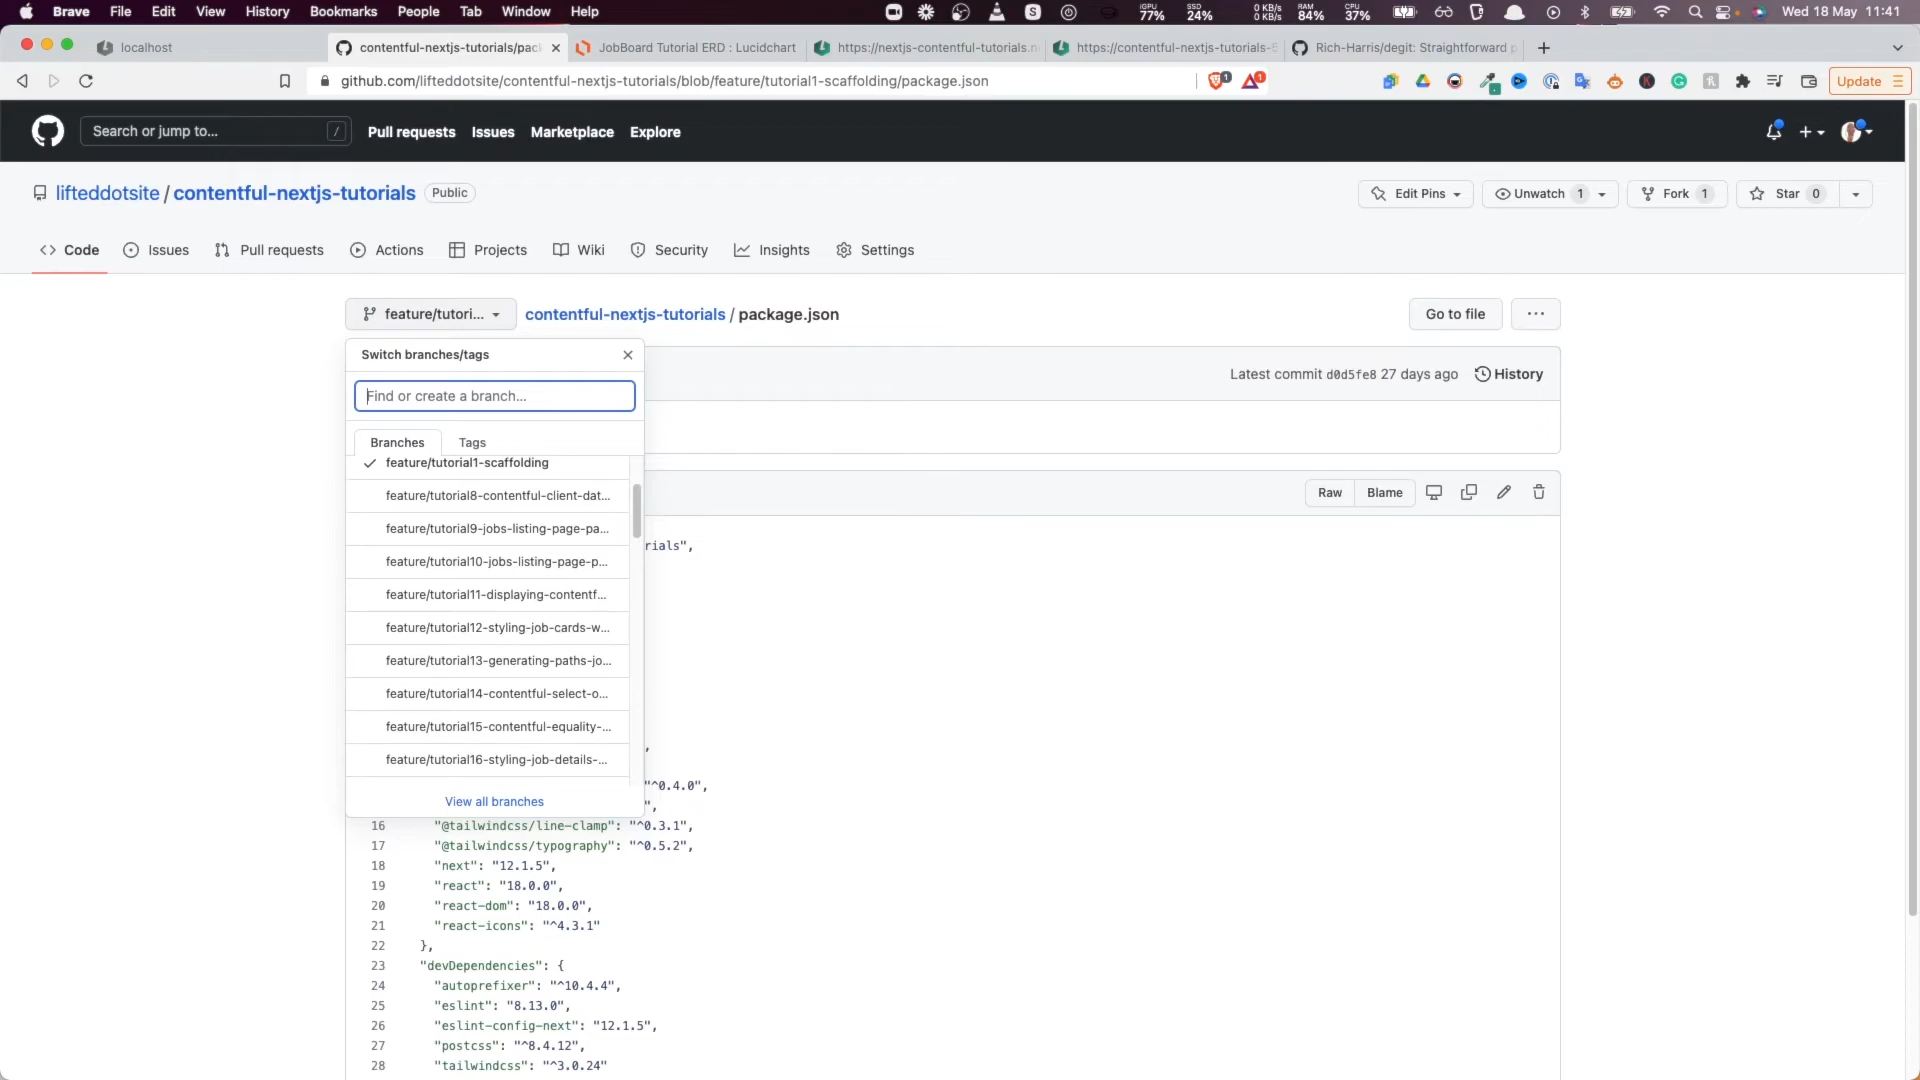 Brave File Edit View History Bookmarks People Tab Window Help
iGPU 77% SSD 24% 0 KB/s 0 KB/s RAM 84% CPU 37% Wed 18 May 11:41
localhost
contentful-nextjs-tutorials/pack
JobBoard Tutorial ERD : Lucidchart
https://nextjs-contentful-tutorials.n
https://contentful-nextjs-tutorials-5
Rich-Harris/degit: Straightforward p
github.com/lifteddotsite/contentful-nextjs-tutorials/blob/feature/tutorial1-scaffolding/package.json
1 1
Update
Search or jump to... /
Pull requests Issues Marketplace Explore
lifteddotsite / contentful-nextjs-tutorials Public
Edit Pins Unwatch 1 Fork 1 Star 0
Code Issues Pull requests Actions Projects Wiki Security Insights Settings
feature/tutori... contentful-nextjs-tutorials / package.json
Go to file ...
Switch branches/tags
Latest commit d0d5fe8 27 days ago History
Find or create a branch...
Branches Tags
feature/tutorial1-scaffolding
feature/tutorial8-contentful-client-dat...
Raw Blame
feature/tutorial9-jobs-listing-page-pa...
rials",
feature/tutorial10-jobs-listing-page-p...
feature/tutorial11-displaying-contentf...
feature/tutorial12-styling-job-cards-w...
feature/tutorial13-generating-paths-jo...
feature/tutorial14-contentful-select-o...
feature/tutorial15-contentful-equality-...
,
feature/tutorial16-styling-job-details-...
"^0.4.0",
View all branches
",
16 "@tailwindcss/line-clamp": "^0.3.1",
17 "@tailwindcss/typography": "^0.5.2",
18 "next": "12.1.5",
19 "react": "18.0.0",
20 "react-dom": "18.0.0",
21 "react-icons": "^4.3.1"
22 },
23 "devDependencies": {
24 "autoprefixer": "^10.4.4",
25 "eslint": "8.13.0",
26 "eslint-config-next": "12.1.5",
27 "postcss": "^8.4.12",
28 "tailwindcss": "^3.0.24"